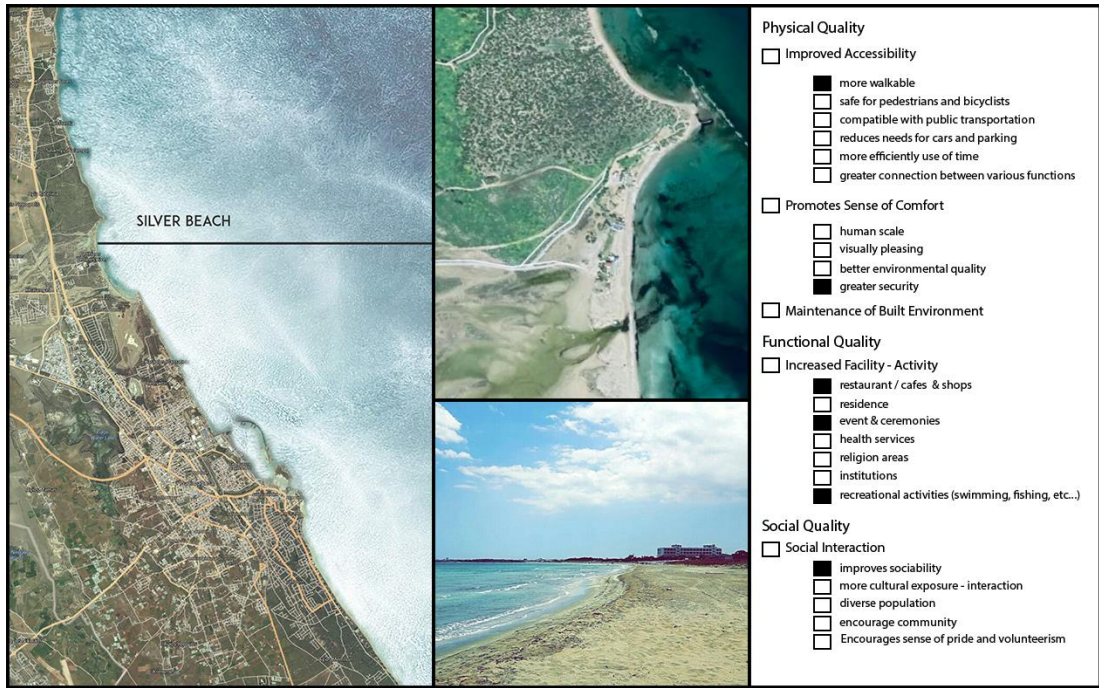 SILVER BEACH
Physical Quality
Improved Accessibility
more walkable
safe for pedestrians and bicyclists
compatible with public transportation
reduces needs for cars and parking
more efficiently use of time
greater connection between various functions
Promotes Sense of Comfort
human scale
visually pleasing
better environmental quality
greater security
Maintenance of Built Environment
Functional Quality
Increased Facility - Activity
restaurant / cafes & shops
residence
event & ceremonies
health services
religion areas
institutions
recreational activities (swimming, fishing, etc...)
Social Quality
Social Interaction
improves sociability
more cultural exposure - interaction
diverse population
encourage community
Encourages sense of pride and volunteerism